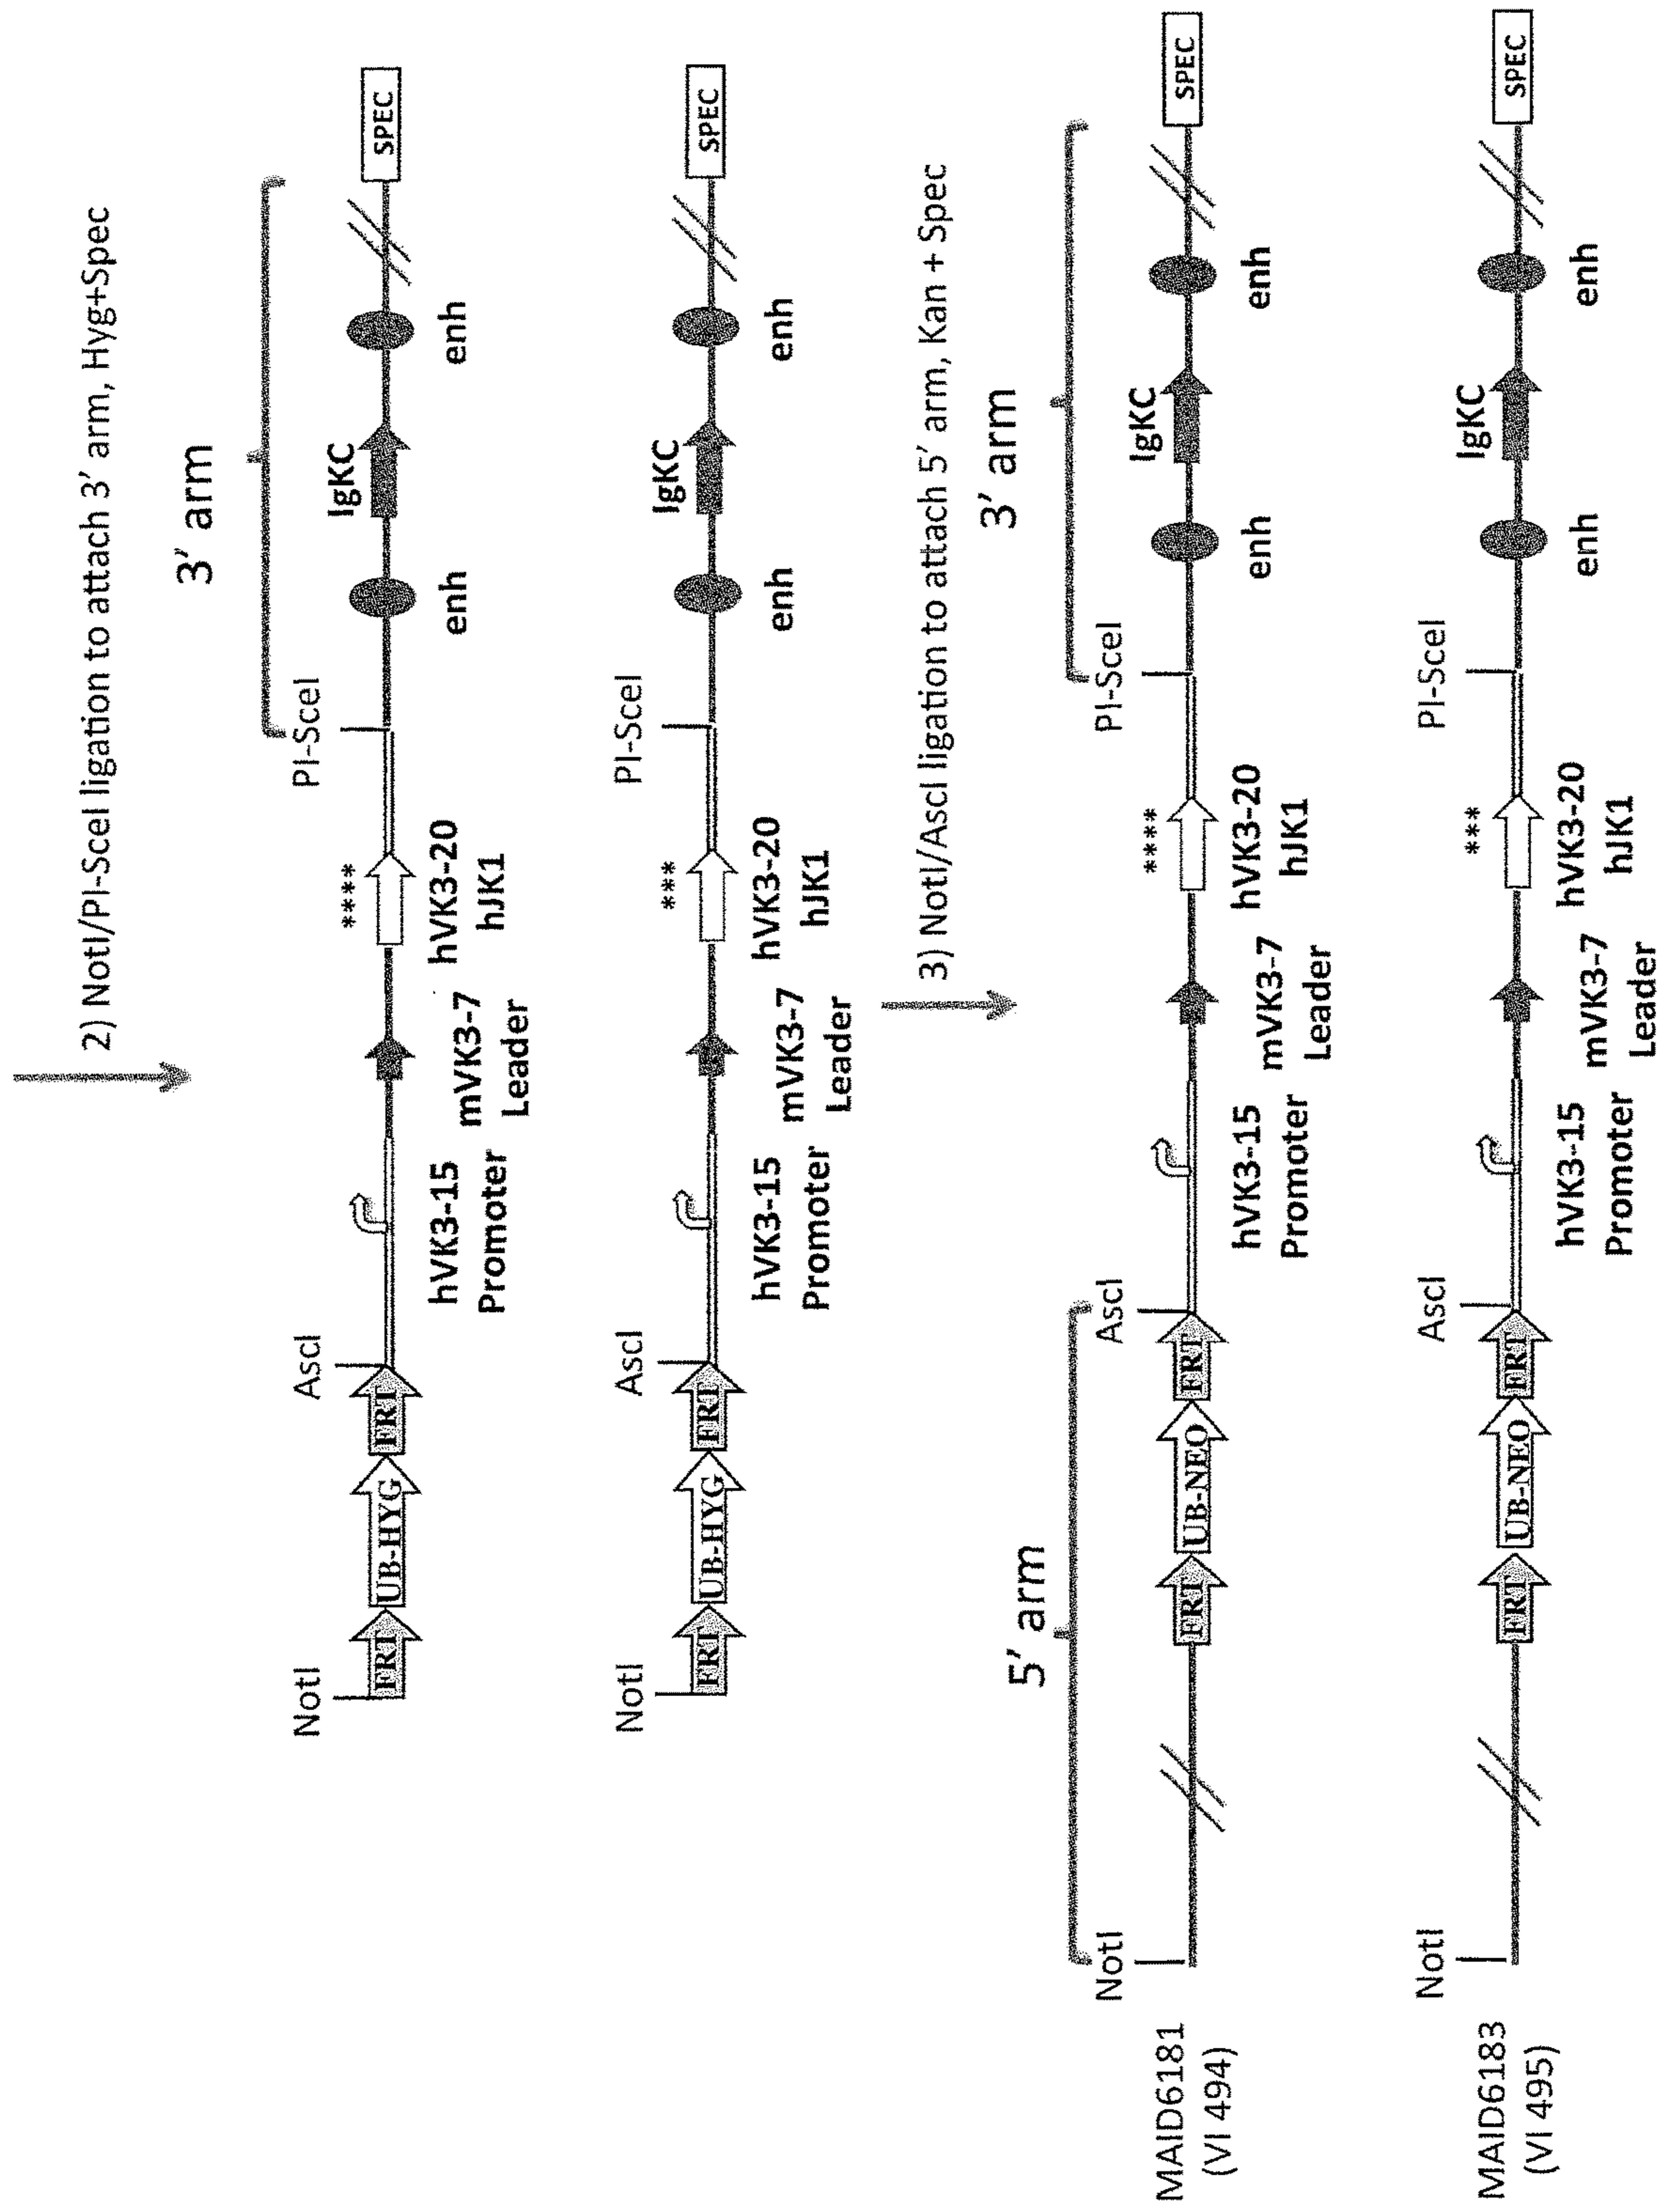 2) NotI/PI-SceI ligation to attach 3' arm, Hyg+Spec
3' arm
NotI
AscI
PI-SceI
FRT
UB-HYG
FRT
****
IgKC
SPEC
hVK3-15
Promoter
mVK3-7
Leader
hVK3-20
hJK1
enh
enh
NotI
AscI
PI-SceI
FRT
UB-HYG
FRT
***
IgKC
SPEC
hVK3-15
Promoter
mVK3-7
Leader
hVK3-20
hJK1
enh
enh
3) NotI/AscI ligation to attach 5' arm, Kan + Spec
5' arm
3' arm
MAID6181
(VI 494)
NotI
AscI
PI-SceI
FRT
UB-NEO
FRT
****
IgKC
SPEC
hVK3-15
Promoter
mVK3-7
Leader
hVK3-20
hJK1
enh
enh
MAID6183
(VI 495)
NotI
AscI
PI-SceI
FRT
UB-NEO
FRT
***
IgKC
SPEC
hVK3-15
Promoter
mVK3-7
Leader
hVK3-20
hJK1
enh
enh